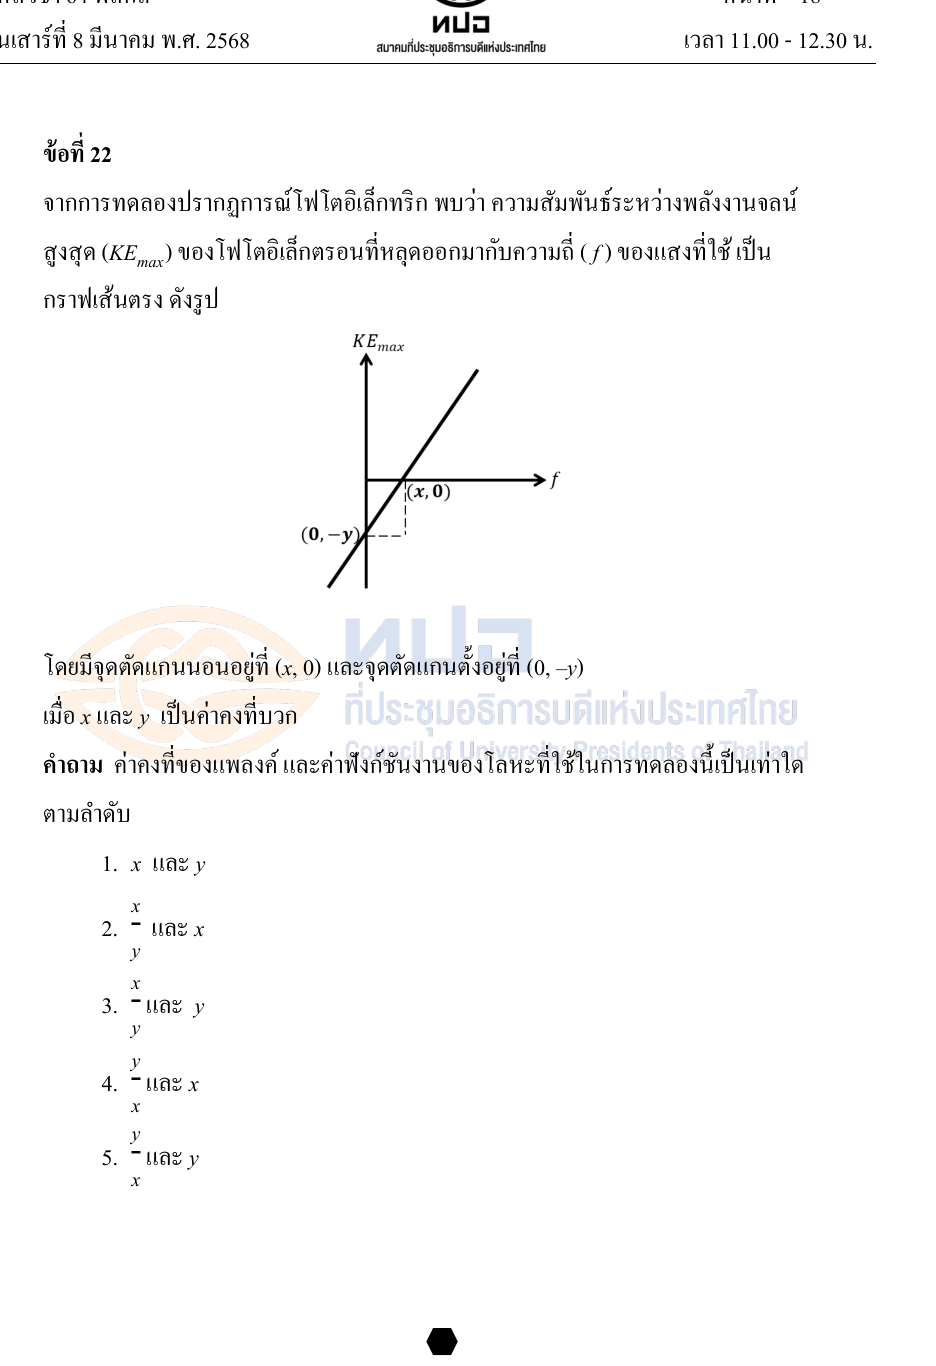 นเสาร์ที่ 8 มีนาคม พ.ศ. 2568
ทปอ
สมาคมที่ประชุมอธิการบดีแห่งประเทศไทย
เวลา 11.00 - 12.30 น.
ข้อที่ 22
จากการทดลองปรากฏการณ์โฟโตอิเล็กทริก พบว่า ความสัมพันธ์ระหว่างพลังงานจลน์
สูงสุด (KEmax) ของโฟโตอิเล็กตรอนที่หลุดออกมากับความถี่ ( f ) ของแสงที่ใช้ เป็น
กราฟเส้นตรง ดังรูป
KEmax
f
(x, 0)
(0, −y)
โดยมีจุดตัดแกนนอนอยู่ที่ (x, 0) และจุดตัดแกนตั้งอยู่ที่ (0, –y)
เมื่อ x และ y เป็นค่าคงที่บวก
คำถาม ค่าคงที่ของแพลงค์ และค่าฟังก์ชันงานของโลหะที่ใช้ในการทดลองนี้เป็นเท่าใด
ตามลำดับ
1. x และ y
2. x/y และ x
3. x/y และ y
4. y/x และ x
5. y/x และ y
ทปอ
ที่ประชุมอธิการบดีแห่งประเทศไทย
Council of University Presidents of Thailand